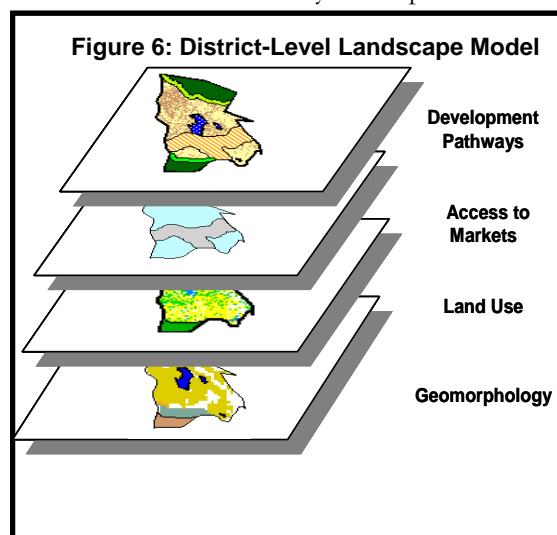 Figure 6: District-Level Landscape Model
Development
Pathways
Access to
Markets
Land Use
Geomorphology